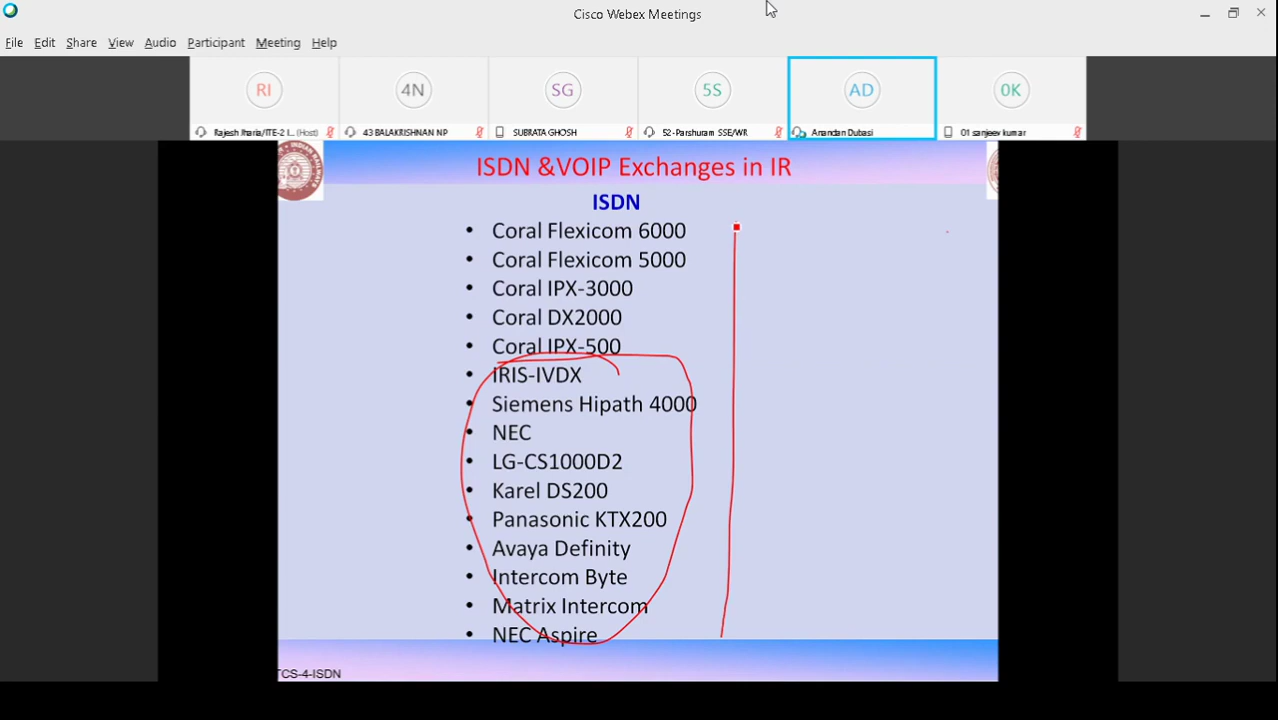 Cisco Webex Meetings
File Edit Share View Audio Participant Meeting Help
RI 4N SG 5S AD 0K
Rajesh Jharia/ITE-2 I... (Host) 43 BALAKRISHNAN NP SUBRATA GHOSH 52-Parshuram SSE/WR Anandan Dubasi 01 sanjeev kumar
INDIAN RAILWAYS
ISDN &VOIP Exchanges in IR
ISDN
• Coral Flexicom 6000
• Coral Flexicom 5000
• Coral IPX-3000
• Coral DX2000
• Coral IPX-500
• IRIS-IVDX
• Siemens Hipath 4000
• NEC
• LG-CS1000D2
• Karel DS200
• Panasonic KTX200
• Avaya Definity
• Intercom Byte
• Matrix Intercom
• NEC Aspire
TCS-4-ISDN